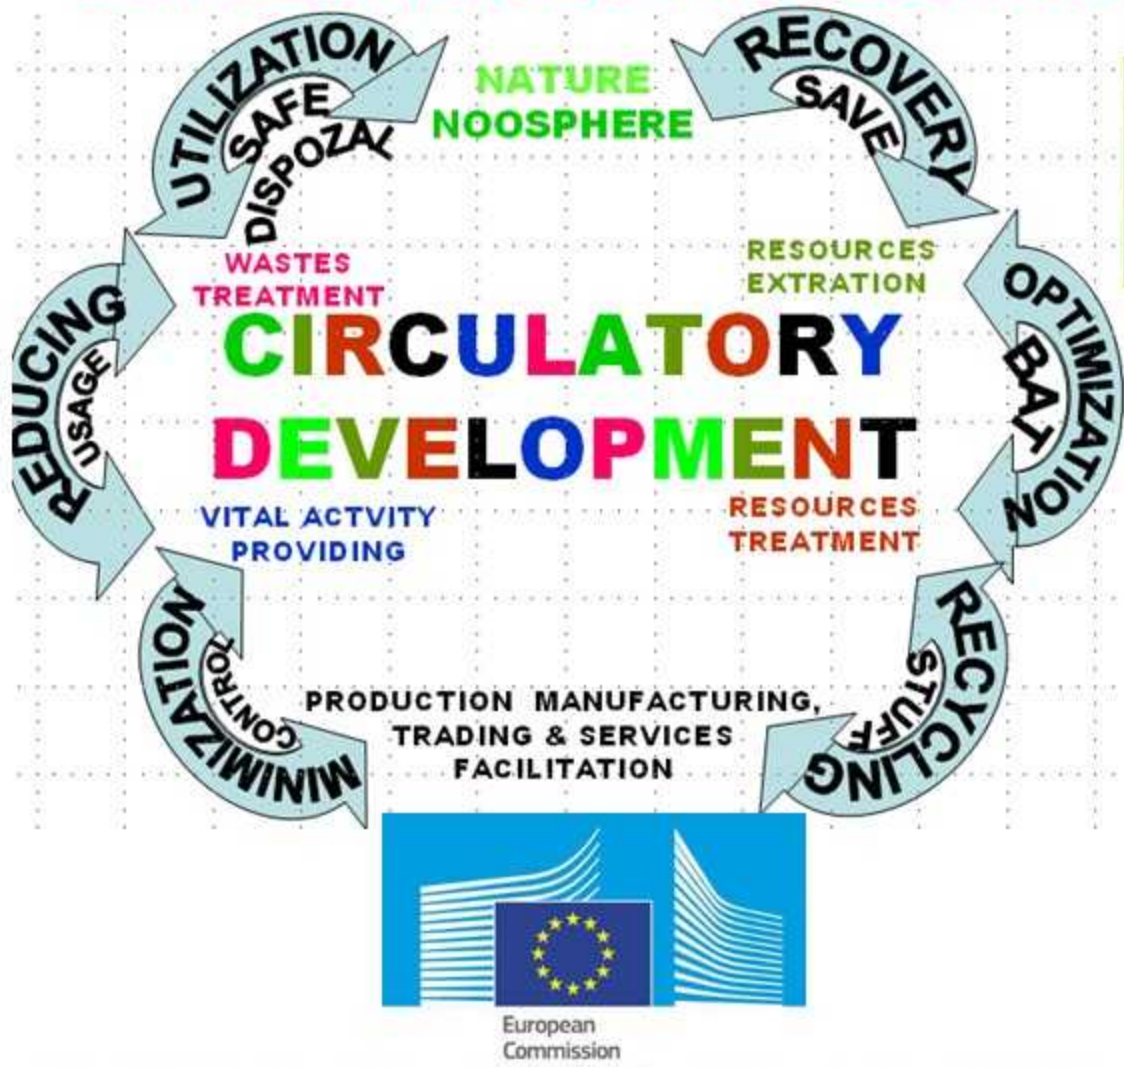 UTILIZATION
SAFE
DISPOZAL
NATURE
NOOSPHERE
RECOVERY
SAVE
WASTES
TREATMENT
RESOURCES
EXTRATION
REDUCING
USAGE
CIRCULATORY
DEVELOPMENT
OPTIMIZATION
BAT
VITAL ACTVITY
PROVIDING
RESOURCES
TREATMENT
MINIMIZATION
CONTROL
PRODUCTION MANUFACTURING,
TRADING & SERVICES
FACILITATION
RECYCLING
STUFF
European
Commission